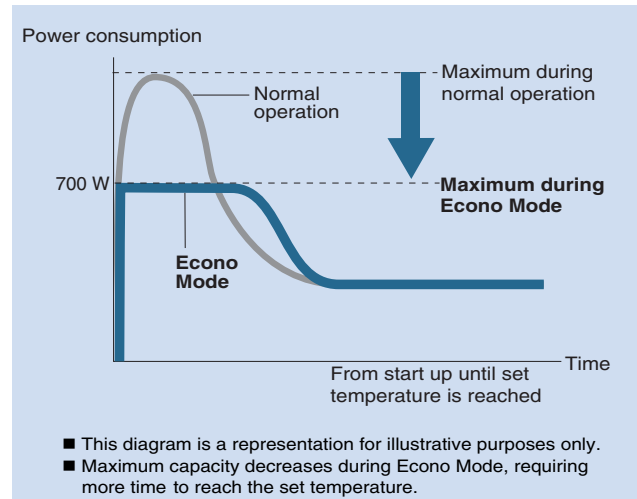 Power consumption
Maximum during
normal operation
Normal
operation
700 W
Maximum during
Econo Mode
Econo
Mode
Time
From start up until set
temperature is reached
■ This diagram is a representation for illustrative purposes only.
■ Maximum capacity decreases during Econo Mode, requiring
more time to reach the set temperature.